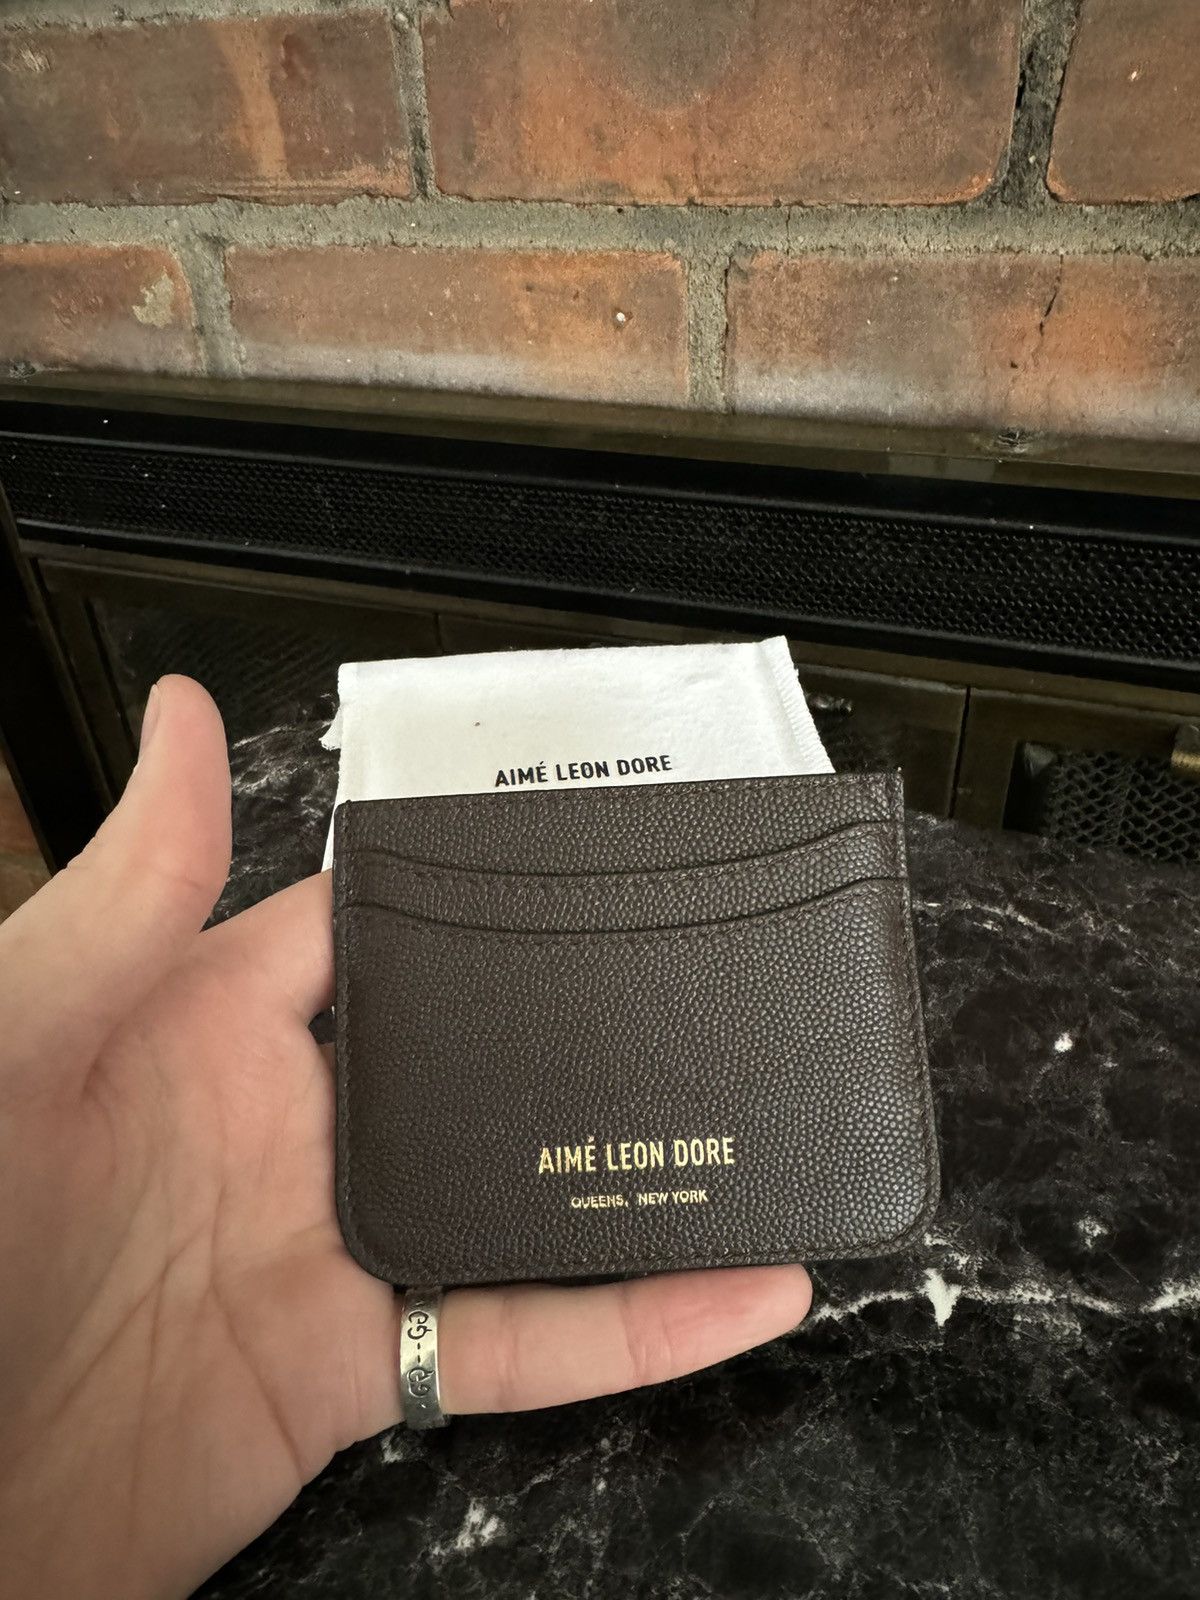 AIMÉ LEON DORE
AIMÉ LEON DORE
QUEENS, NEW YORK